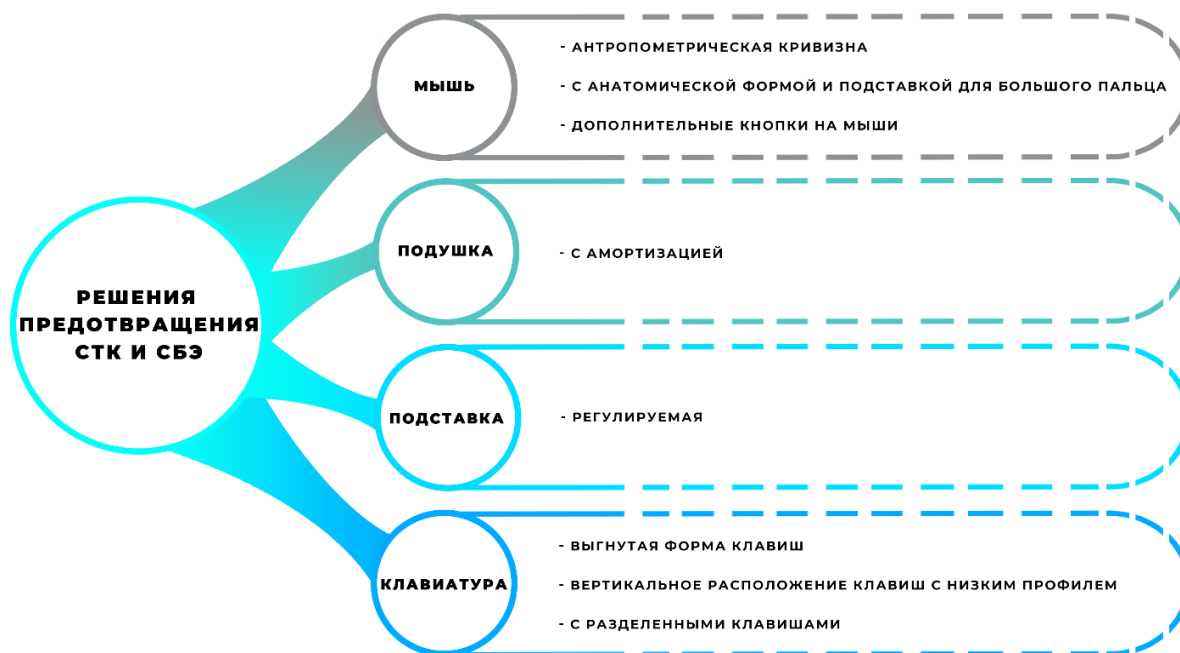 РЕШЕНИЯ
ПРЕДОТВРАЩЕНИЯ
СТК И СБЭ
МЫШЬ
- АНТРОПОМЕТРИЧЕСКАЯ КРИВИЗНА
- С АНАТОМИЧЕСКОЙ ФОРМОЙ И ПОДСТАВКОЙ ДЛЯ БОЛЬШОГО ПАЛЬЦА
- ДОПОЛНИТЕЛЬНЫЕ КНОПКИ НА МЫШИ
ПОДУШКА
- С АМОРТИЗАЦИЕЙ
ПОДСТАВКА
- РЕГУЛИРУЕМАЯ
КЛАВИАТУРА
- ВЫГНУТАЯ ФОРМА КЛАВИШ
- ВЕРТИКАЛЬНОЕ РАСПОЛОЖЕНИЕ КЛАВИШ С НИЗКИМ ПРОФИЛЕМ
- С РАЗДЕЛЕННЫМИ КЛАВИШАМИ